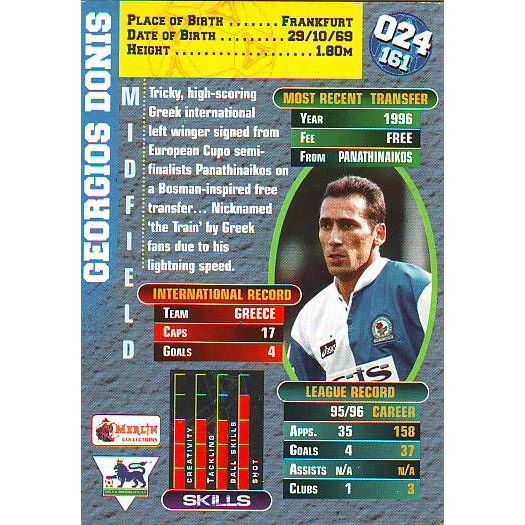 GEORGIOS DONIS
MIDFIELD
PLACE OF BIRTH ....... FRANKFURT
DATE OF BIRTH ......... 29/10/69
HEIGHT .................. 1.80M
024
161
Tricky, high-scoring
Greek international
left winger signed from
European Cupo semi-
finalists Panathinaikos on
a Bosman-inspired free
transfer... Nicknamed
'the Train' by Greek
fans due to his
lightning speed.
MOST RECENT TRANSFER
YEAR 1996
FEE FREE
FROM PANATHINAIKOS
INTERNATIONAL RECORD
TEAM GREECE
CAPS 17
GOALS 4
LEAGUE RECORD
95/96 CAREER
APPS. 35 158
GOALS 4 37
ASSISTS N/A N/A
CLUBS 1 3
CREATIVITY
TACKLING
BALL SKILLS
SHOT
SKILLS
MERLIN
COLLECTIONS
asics